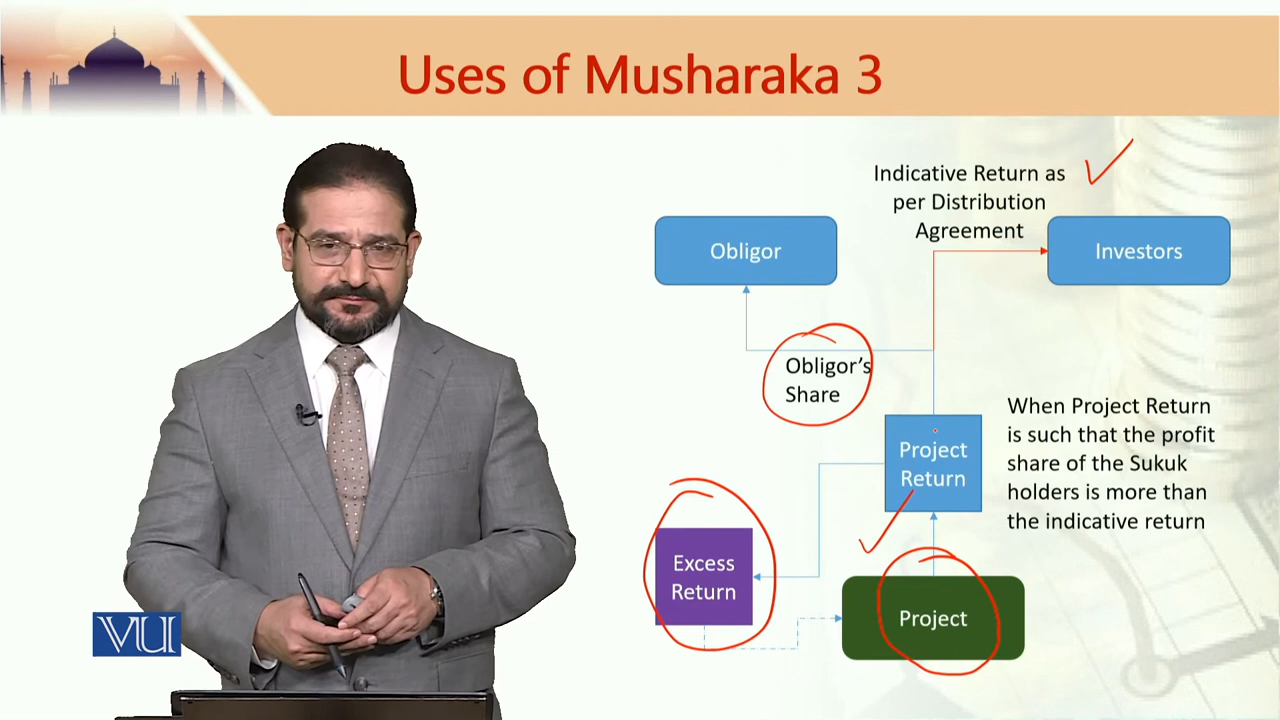 Uses of Musharaka 3
Indicative Return as
per Distribution
Agreement
Obligor
Investors
Obligor's
Share
Project
Return
When Project Return
is such that the profit
share of the Sukuk
holders is more than
the indicative return
Excess
Return
Project
VU